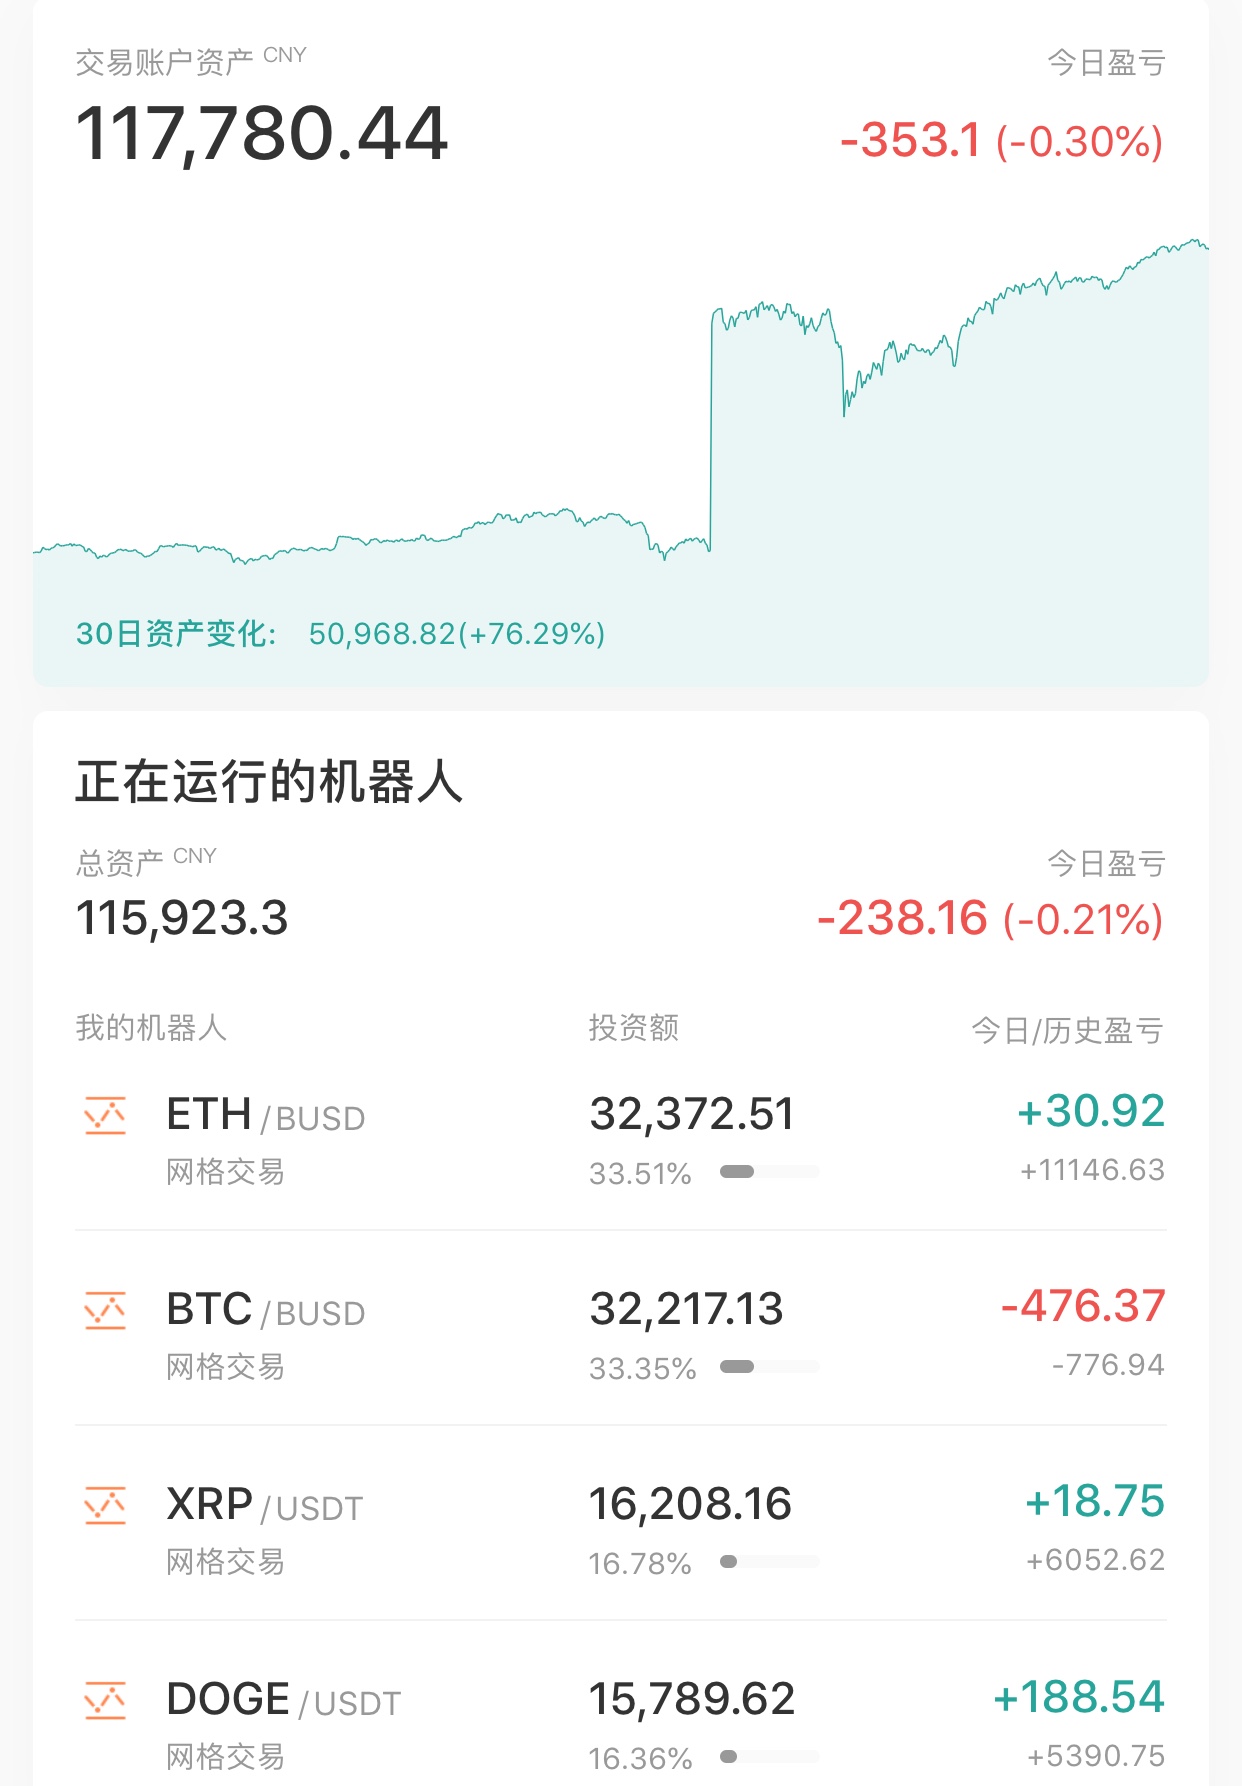 交易账户资产 CNY 今日盈亏
117,780.44 -353.1 (-0.30%)
30日资产变化: 50,968.82(+76.29%)
正在运行的机器人
总资产 CNY 今日盈亏
115,923.3 -238.16 (-0.21%)
我的机器人 投资额 今日/历史盈亏
ETH /BUSD 32,372.51 +30.92
网格交易 33.51% +11146.63
BTC /BUSD 32,217.13 -476.37
网格交易 33.35% -776.94
XRP /USDT 16,208.16 +18.75
网格交易 16.78% +6052.62
DOGE /USDT 15,789.62 +188.54
网格交易 16.36% +5390.75